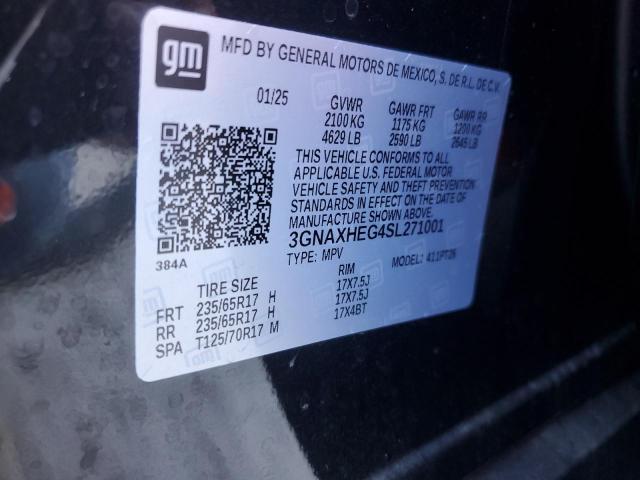 gm
MFD BY GENERAL MOTORS DE MEXICO, S. DE R.L. DE C.V.
01/25 GVWR GAWR FRT GAWR RR
2100 KG 1175 KG 1200 KG
4629 LB 2590 LB 2645 LB
THIS VEHICLE CONFORMS TO ALL
APPLICABLE U.S. FEDERAL MOTOR
VEHICLE SAFETY AND THEFT PREVENTION
STANDARDS IN EFFECT ON THE DATE OF
MANUFACTURE SHOWN ABOVE.
3GNAXHEG4SL271001
384A
TYPE: MPV MODEL: 411PT26
TIRE SIZE RIM
FRT 235/65R17 H 17X7.5J
RR 235/65R17 H 17X7.5J
SPA T125/70R17 M 17X4BT